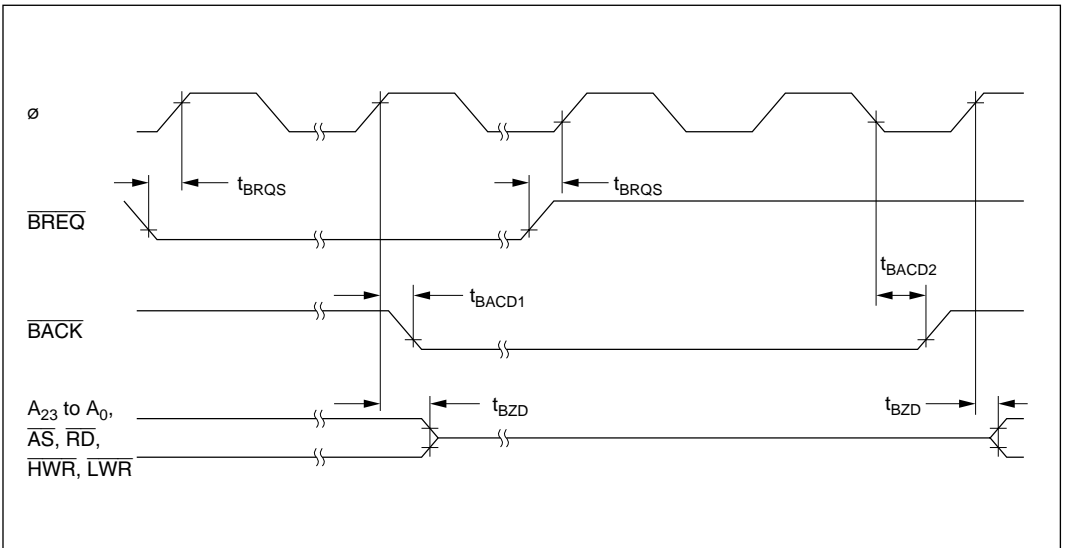 ø
tBRQS
tBRQS
BREQ
tBACD2
tBACD1
BACK
A23 to A0,
AS, RD,
HWR, LWR
tBZD
tBZD